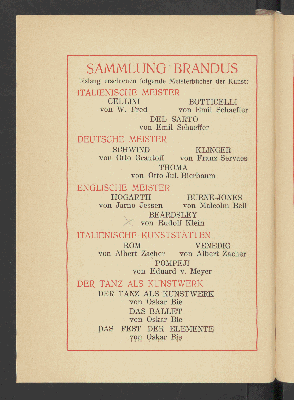 SAMMLUNG BRANDUS
Bislang erschienen folgende Meisterbücher der Kunst:
ITALIENISCHE MEISTER
CELLINI BOTTICELLI
von W. Fred von Emil Schaeffer
DEL SARTO
von Emil Schaeffer
DEUTSCHE MEISTER
SCHWIND KLINGER
von Otto Grautoff von Franz Servaes
THOMA
von Otto Jul. Bierbaum
ENGLISCHE MEISTER
HOGARTH BURNE-JONES
von Jarno Jessen von Malcolm Bell
BEARDSLEY
von Rudolf Klein
ITALIENISCHE KUNSTSTÄTTEN
ROM VENEDIG
von Albert Zacher von Albert Zacher
POMPEJI
von Eduard v. Meyer
DER TANZ ALS KUNSTWERK
DER TANZ ALS KUNSTWERK
von Oskar Bie
DAS BALLET
von Oskar Bie
DAS FEST DER ELEMENTE
von Oskar Bie